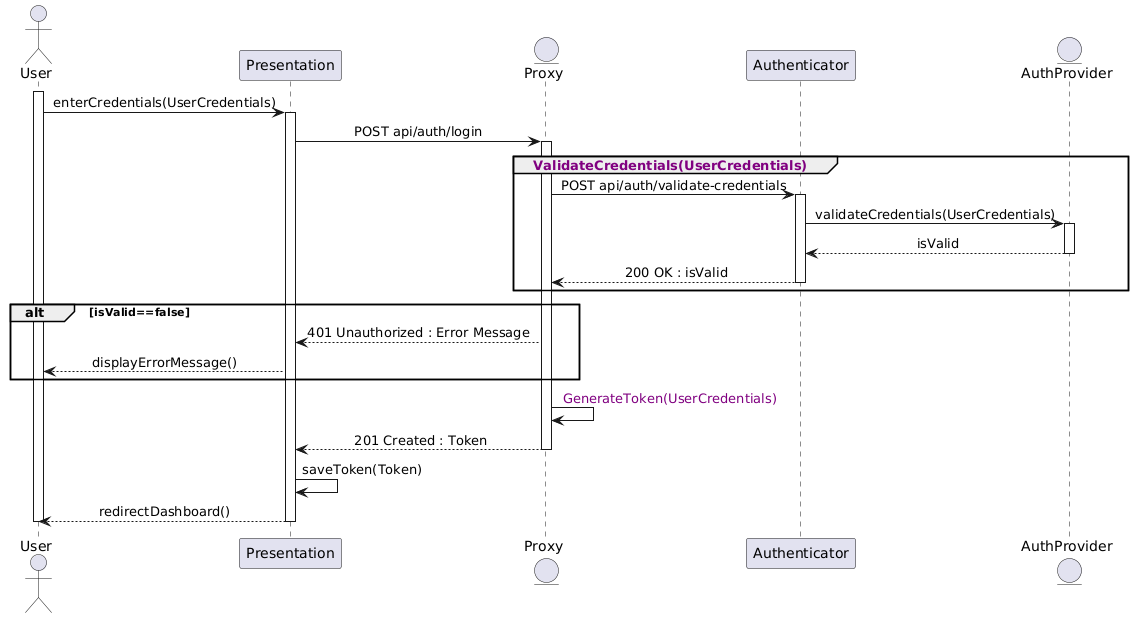 User
Presentation
Proxy
Authenticator
AuthProvider
enterCredentials(UserCredentials)
POST api/auth/login
ValidateCredentials(UserCredentials)
POST api/auth/validate-credentials
validateCredentials(UserCredentials)
isValid
200 OK : isValid
alt [isValid==false]
401 Unauthorized : Error Message
displayErrorMessage()
GenerateToken(UserCredentials)
201 Created : Token
saveToken(Token)
redirectDashboard()
User
Presentation
Proxy
Authenticator
AuthProvider